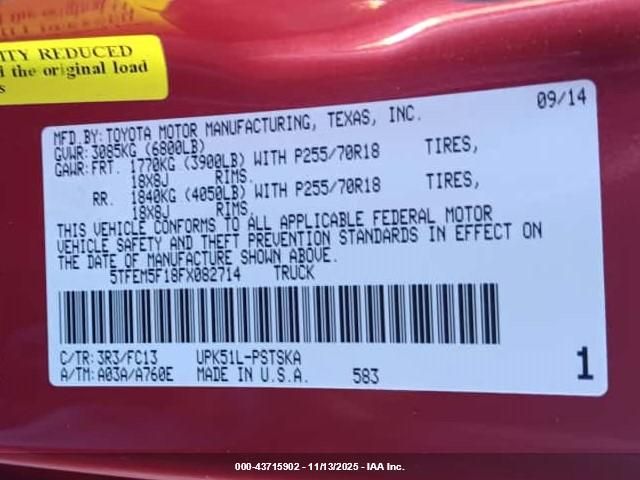 ITY REDUCED
d the original load
s
09/14
MFD.BY: TOYOTA MOTOR MANUFACTURING, TEXAS, INC.
GVWR: 3085KG (6800LB)
GAWR: FRT. 1770KG (3900LB) WITH P255/70R18 TIRES,
18X8J RIMS.
RR. 1840KG (4050LB) WITH P255/70R18 TIRES,
18X8J RIMS.
THIS VEHICLE CONFORMS TO ALL APPLICABLE FEDERAL MOTOR
VEHICLE SAFETY AND THEFT PREVENTION STANDARDS IN EFFECT ON
THE DATE OF MANUFACTURE SHOWN ABOVE.
5TFEM5F18FX082714 TRUCK
C/TR: 3R3/FC13 UPK51L-PSTSKA
A/TM: A03A/A760E MADE IN U.S.A. 583
1
000-43715902 - 11/13/2025 - IAA Inc.